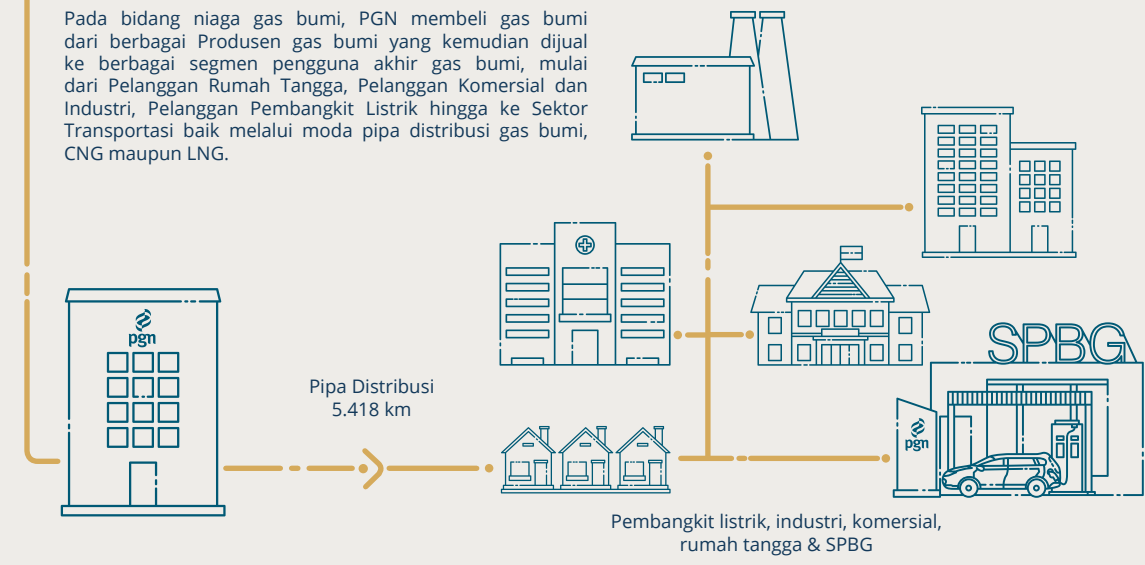 Pada bidang niaga gas bumi, PGN membeli gas bumi
dari berbagai Produsen gas bumi yang kemudian dijual
ke berbagai segmen pengguna akhir gas bumi, mulai
dari Pelanggan Rumah Tangga, Pelanggan Komersial dan
Industri, Pelanggan Pembangkit Listrik hingga ke Sektor
Transportasi baik melalui moda pipa distribusi gas bumi,
CNG maupun LNG.
pgn
Pipa Distribusi
5.418 km
SPBG
pgn
Pembangkit listrik, industri, komersial,
rumah tangga & SPBG